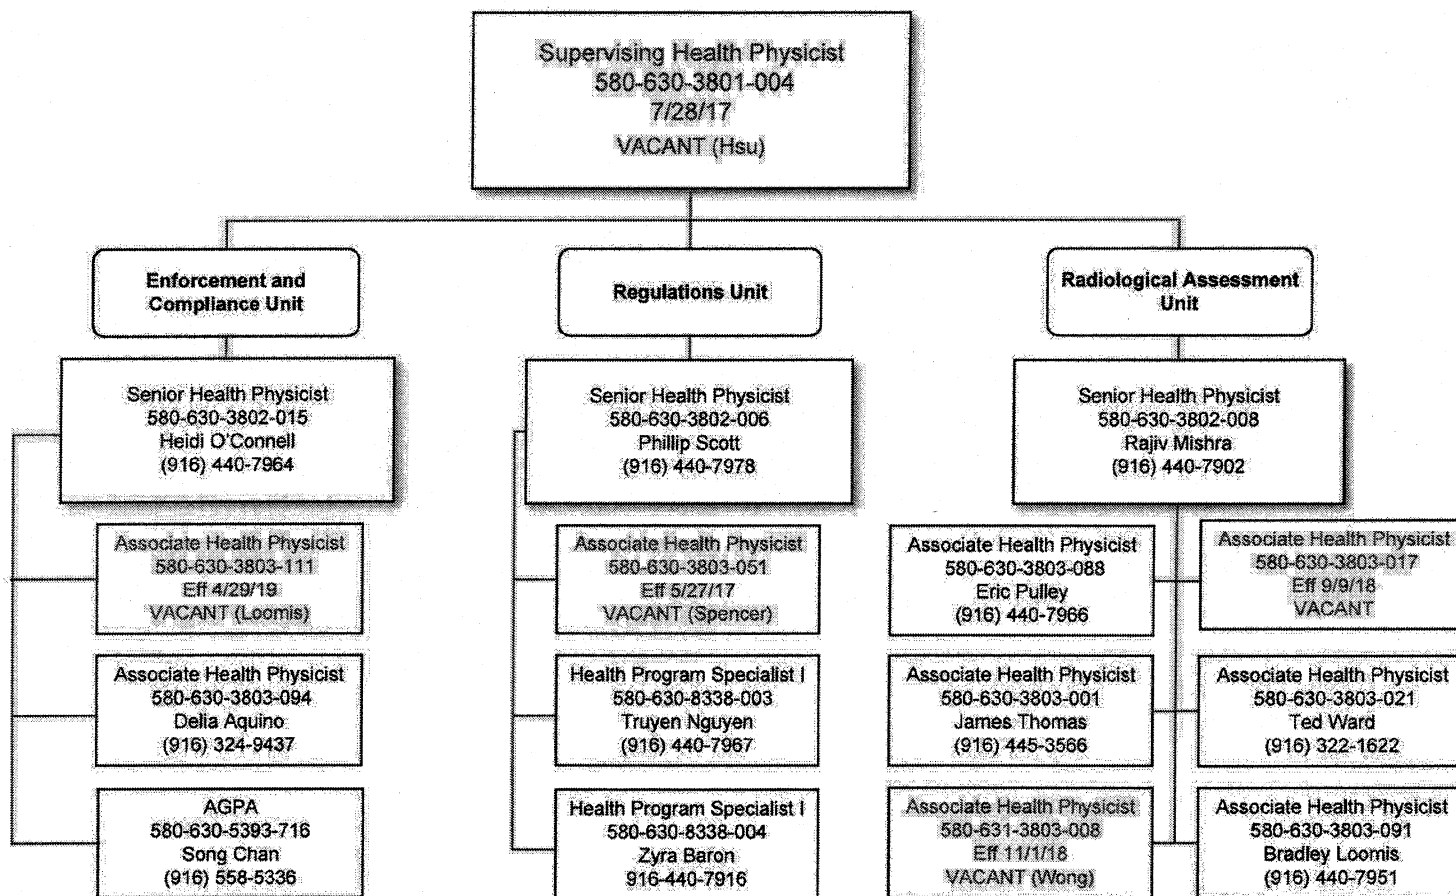 Supervising Health Physicist
580-630-3801-004
7/28/17
VACANT (Hsu)
Enforcement and
Compliance Unit
Senior Health Physicist
580-630-3802-015
Heidi O'Connell
(916) 440-7964
Associate Health Physicist
580-630-3803-111
Eff 4/29/19
VACANT (Loomis)
Associate Health Physicist
580-630-3803-094
Delia Aquino
(916) 324-9437
AGPA
580-630-5393-716
Song Chan
(916) 558-5336
Regulations Unit
Senior Health Physicist
580-630-3802-006
Phillip Scott
(916) 440-7978
Associate Health Physicist
580-630-3803-051
Eff 5/27/17
VACANT (Spencer)
Health Program Specialist I
580-630-8338-003
Truyen Nguyen
(916) 440-7967
Health Program Specialist I
580-630-8338-004
Zyra Baron
916-440-7916
Radiological Assessment
Unit
Senior Health Physicist
580-630-3802-008
Rajiv Mishra
(916) 440-7902
Associate Health Physicist
580-630-3803-088
Eric Pulley
(916) 440-7966
Associate Health Physicist
580-630-3803-017
Eff 9/9/18
VACANT
Associate Health Physicist
580-630-3803-001
James Thomas
(916) 445-3566
Associate Health Physicist
580-630-3803-021
Ted Ward
(916) 322-1622
Associate Health Physicist
580-631-3803-008
Eff 11/1/18
VACANT (Wong)
Associate Health Physicist
580-630-3803-091
Bradley Loomis
(916) 440-7951